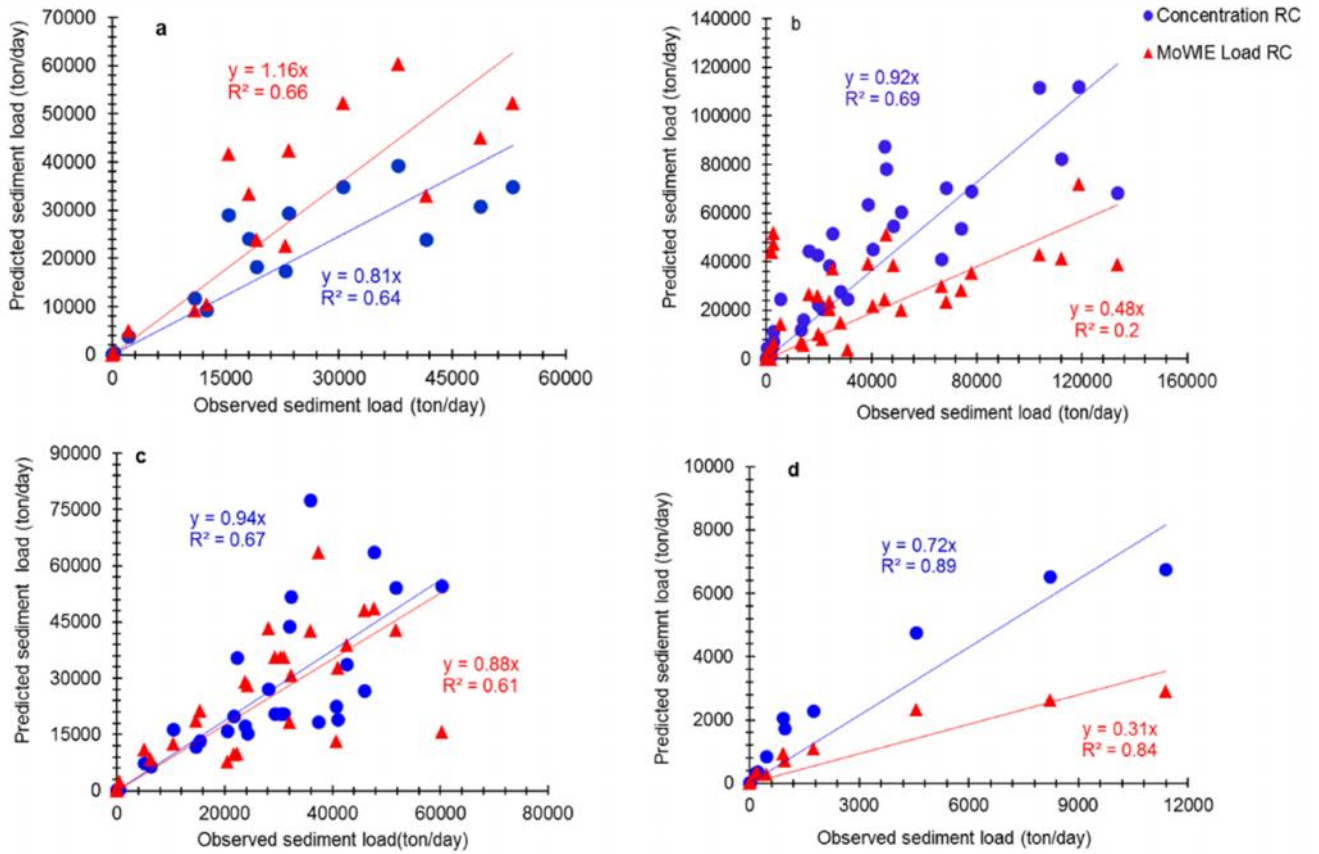 a
Predicted sediment load (ton/day)
70000
60000
50000
40000
30000
20000
10000
0
y = 1.16x
R² = 0.66
y = 0.81x
R² = 0.64
0 15000 30000 45000 60000
Observed sediment load (ton/day)
b
Concentration RC
MoWIE Load RC
Predicted sediment load (ton/day)
140000
120000
100000
80000
60000
40000
20000
0
y = 0.92x
R² = 0.69
y = 0.48x
R² = 0.2
0 40000 80000 120000 160000
Observed sediment load (ton/day)
c
Predicted sediment load (ton/day)
90000
75000
60000
45000
30000
15000
0
y = 0.94x
R² = 0.67
y = 0.88x
R² = 0.61
0 20000 40000 60000 80000
Observed sediment load(ton/day)
d
Predicted sediemnt load (ton/day)
10000
8000
6000
4000
2000
0
y = 0.72x
R² = 0.89
y = 0.31x
R² = 0.84
0 3000 6000 9000 12000
Observed sediment load (ton/day)